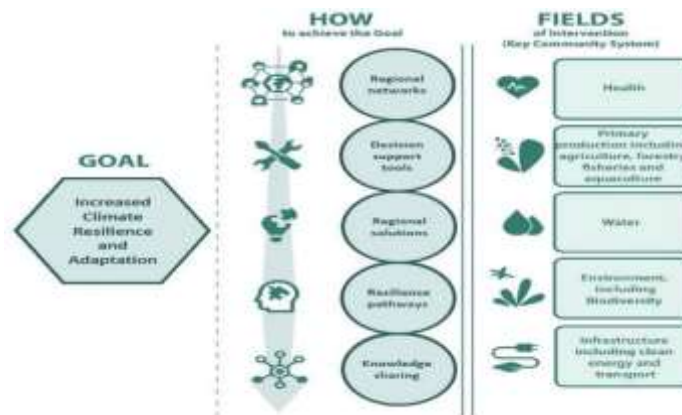 GOAL
Increased
Climate
Resilience
and
Adaptation
HOW
to achieve the Goal
Regional
networks
Decision
support
tools
Regional
solutions
Resilience
pathways
Knowledge
sharing
FIELDS
of Intervention
(Key Community System)
Health
Primary
production including
agriculture, forestry
fisheries and
aquaculture
Water
Environment,
including
Biodiversity
Infrastructure
including clean
energy and
transport